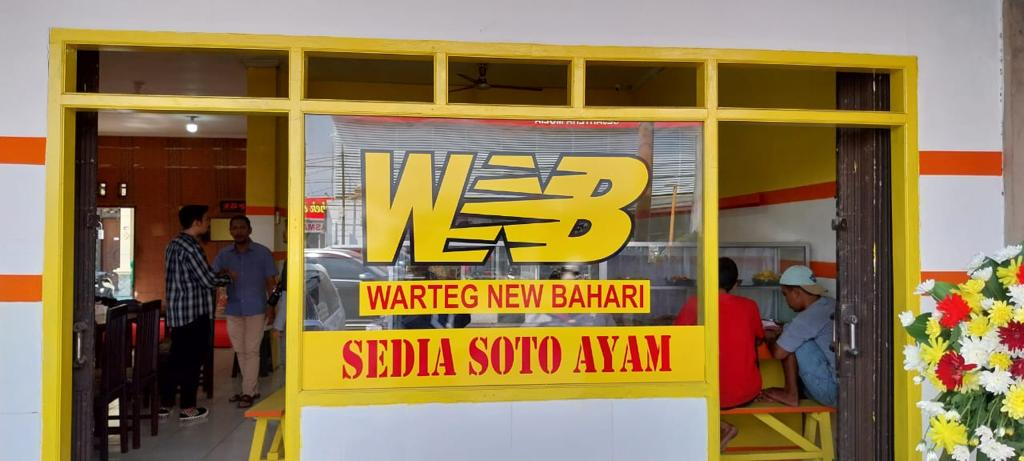 WNB
WARTEG NEW BAHARI
SEDIA SOTO AYAM